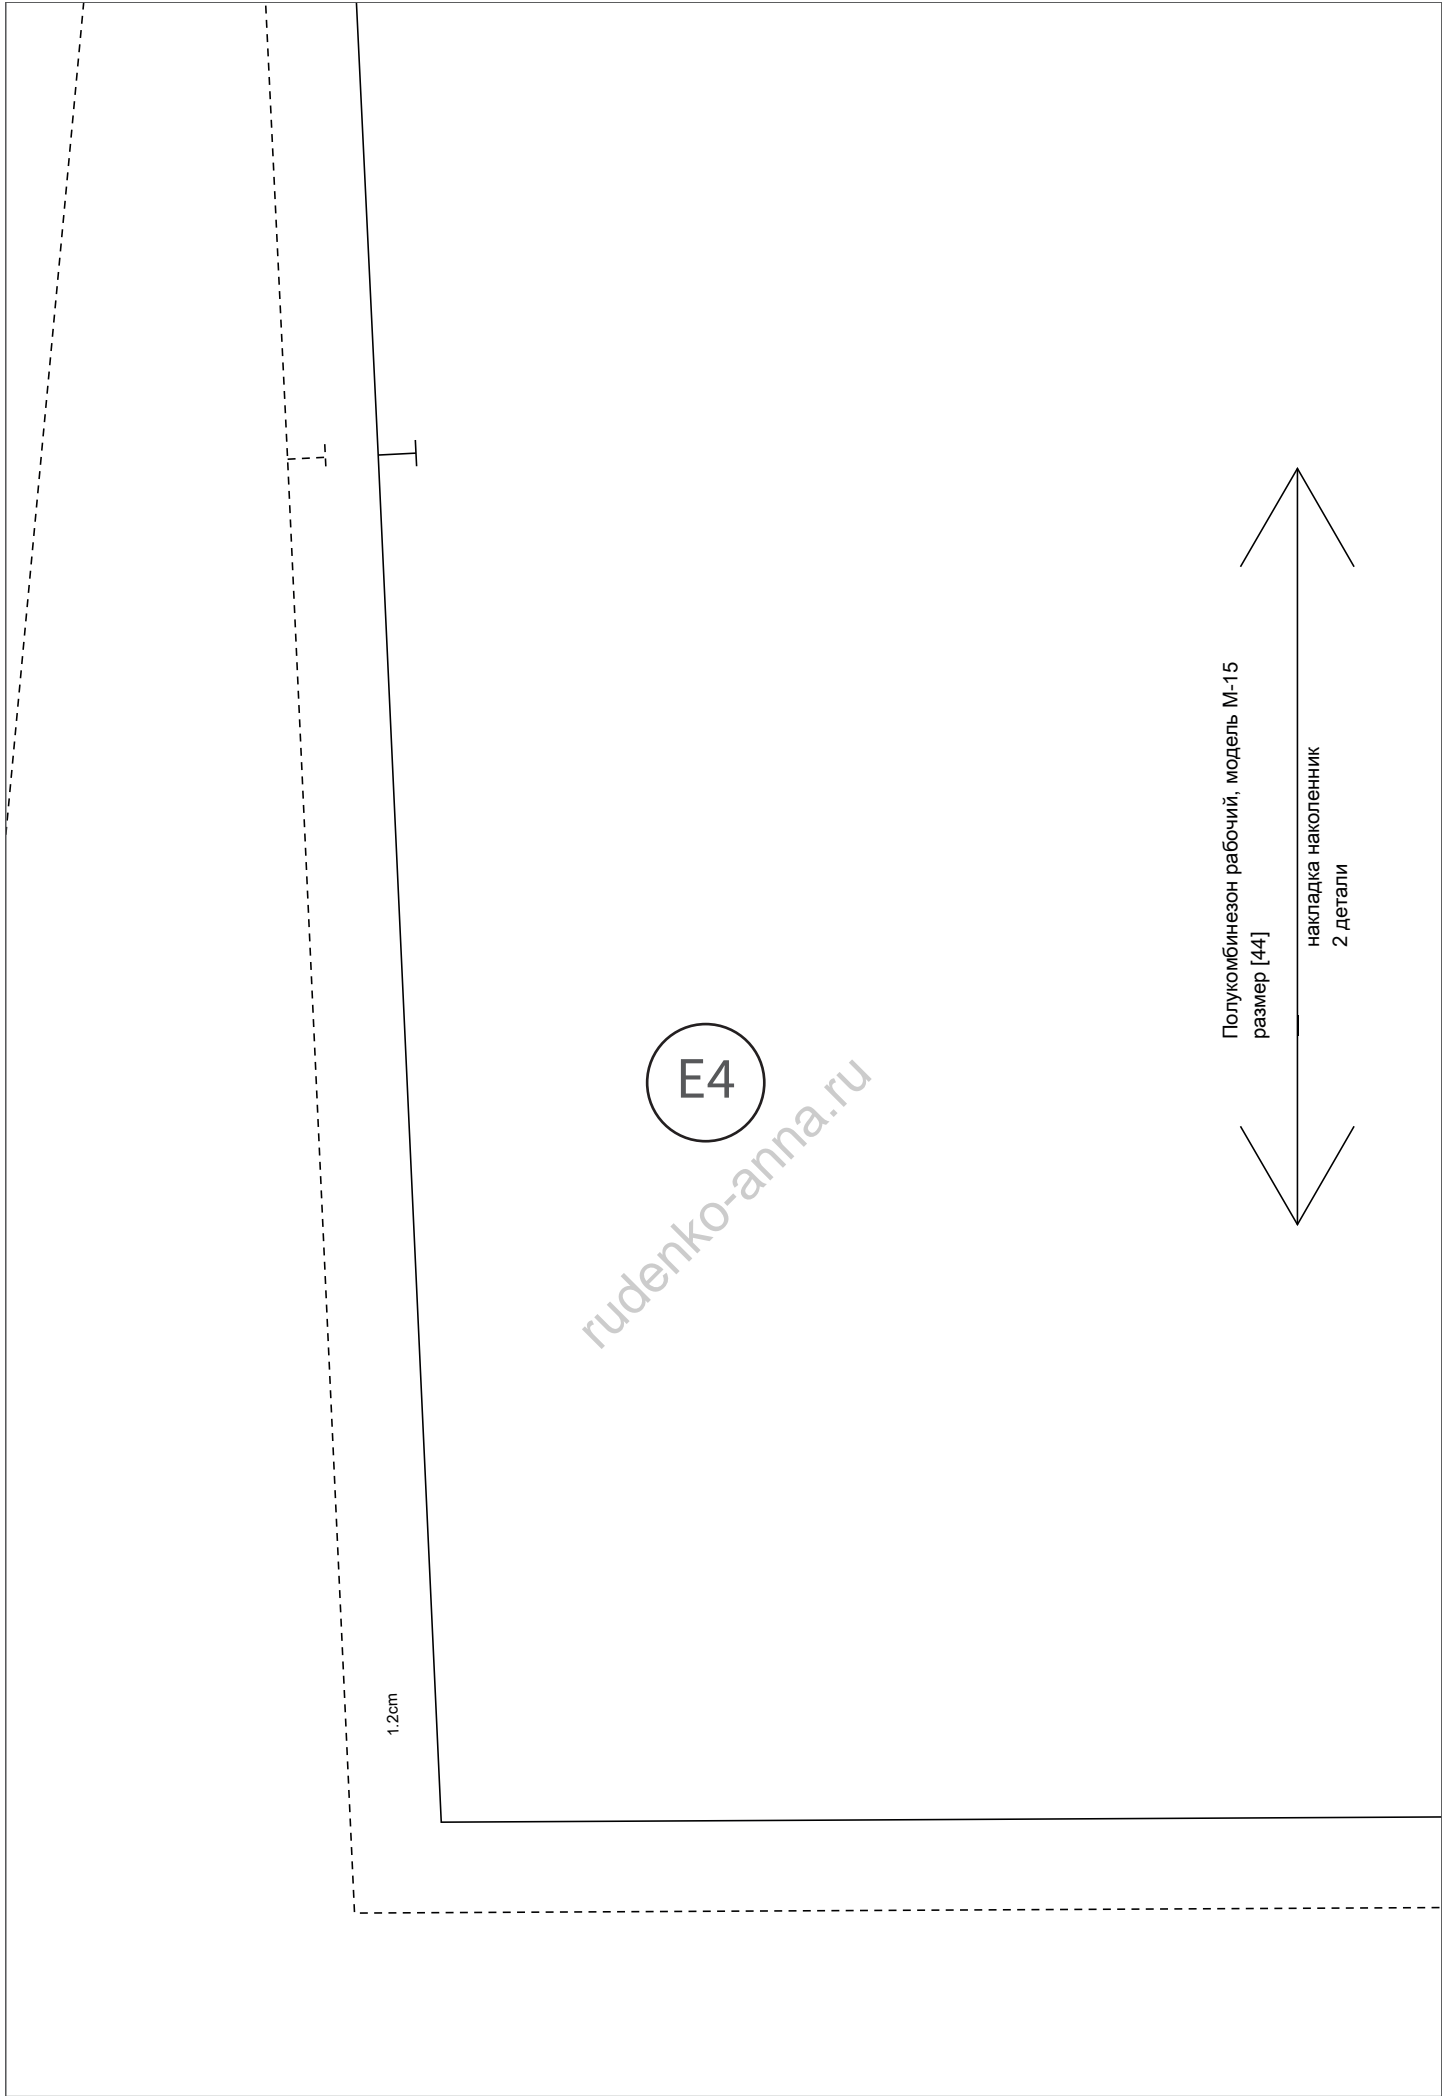 Полукомбинезон рабочий, модель М-15
размер [44]
накладка наколенник
2 детали
E4
rudenko-anna.ru
1.2cm